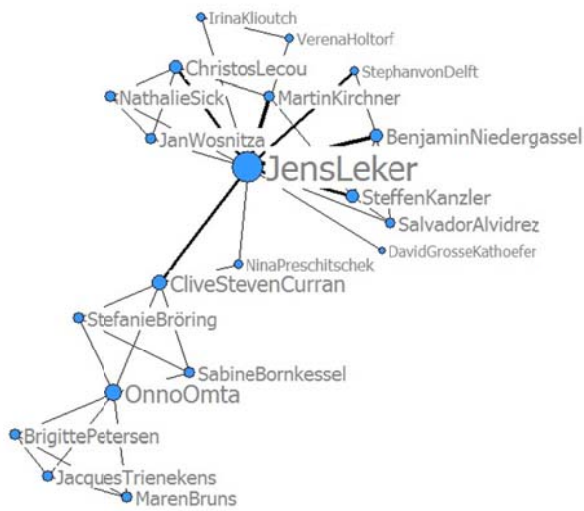 IrinaKlioutch
VerenaHoltorf
ChristosLecou
StephanvonDelft
NathalieSick
MartinKirchner
JanWosnitza
BenjaminNiedergassel
JensLeker
SteffenKanzler
SalvadorAlvidrez
DavidGrosseKathoefer
NinaPreschitschek
CliveStevenCurran
StefanieBröring
SabineBornkessel
OnnoOmta
BrigittePetersen
JacquesTrienekens
MarenBruns